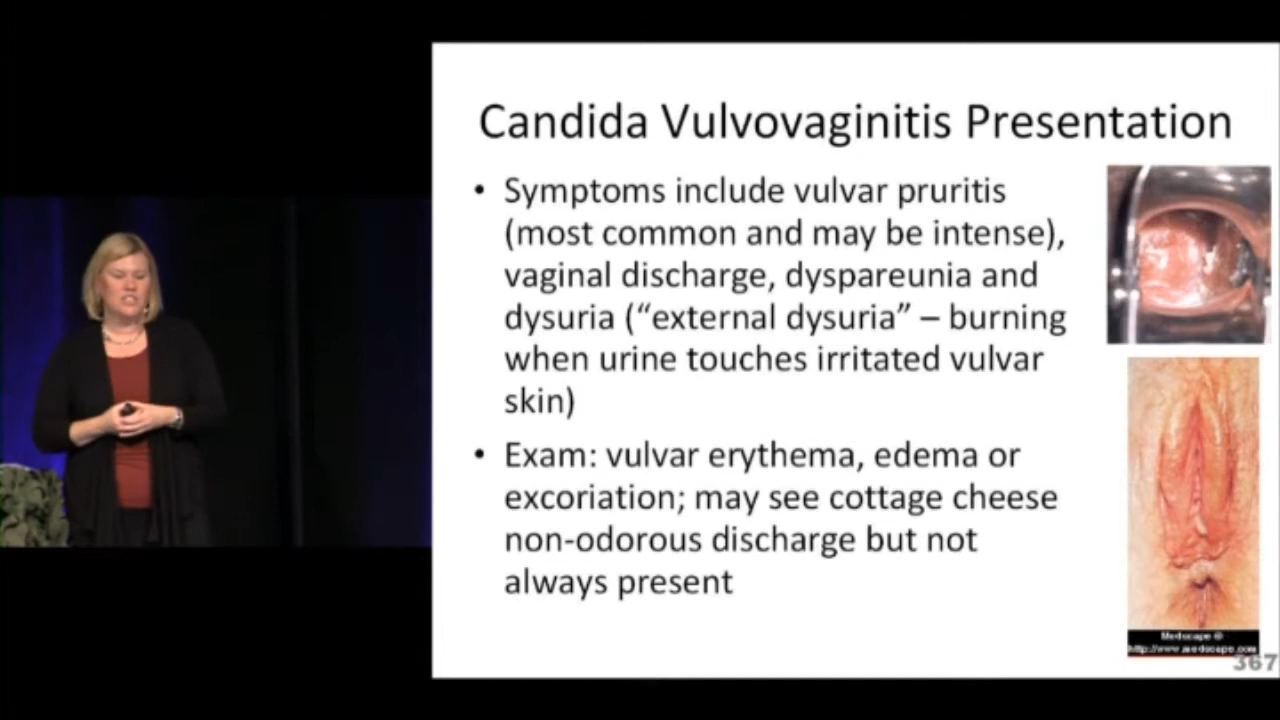 Candida Vulvovaginitis Presentation
• Symptoms include vulvar pruritis
(most common and may be intense),
vaginal discharge, dyspareunia and
dysuria (“external dysuria” – burning
when urine touches irritated vulvar
skin)
• Exam: vulvar erythema, edema or
excoriation; may see cottage cheese
non-odorous discharge but not
always present
Medscape ®
http://www.medscape.com
367